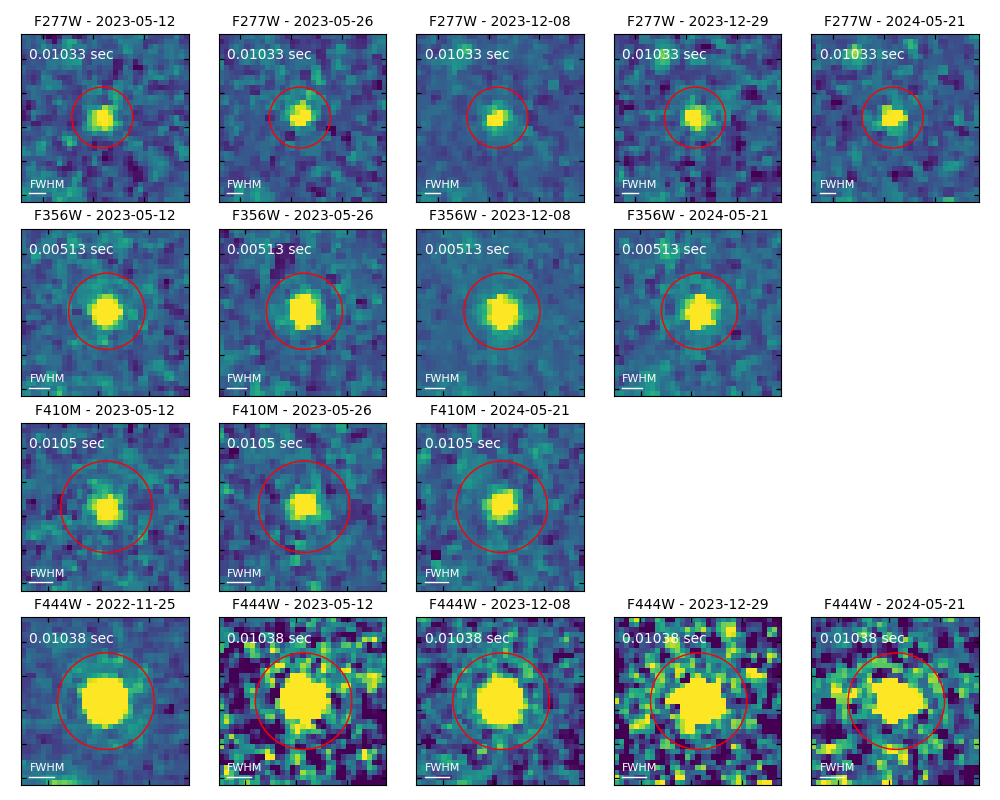 F277W - 2023-05-12
F277W - 2023-05-26
F277W - 2023-12-08
F277W - 2023-12-29
F277W - 2024-05-21
0.01033 sec
0.01033 sec
0.01033 sec
0.01033 sec
0.01033 sec
FWHM
FWHM
FWHM
FWHM
FWHM
F356W - 2023-05-12
F356W - 2023-05-26
F356W - 2023-12-08
F356W - 2024-05-21
0.00513 sec
0.00513 sec
0.00513 sec
0.00513 sec
FWHM
FWHM
FWHM
FWHM
F410M - 2023-05-12
F410M - 2023-05-26
F410M - 2024-05-21
0.0105 sec
0.0105 sec
0.0105 sec
FWHM
FWHM
FWHM
F444W - 2022-11-25
F444W - 2023-05-12
F444W - 2023-12-08
F444W - 2023-12-29
F444W - 2024-05-21
0.01038 sec
0.01038 sec
0.01038 sec
0.01038 sec
0.01038 sec
FWHM
FWHM
FWHM
FWHM
FWHM